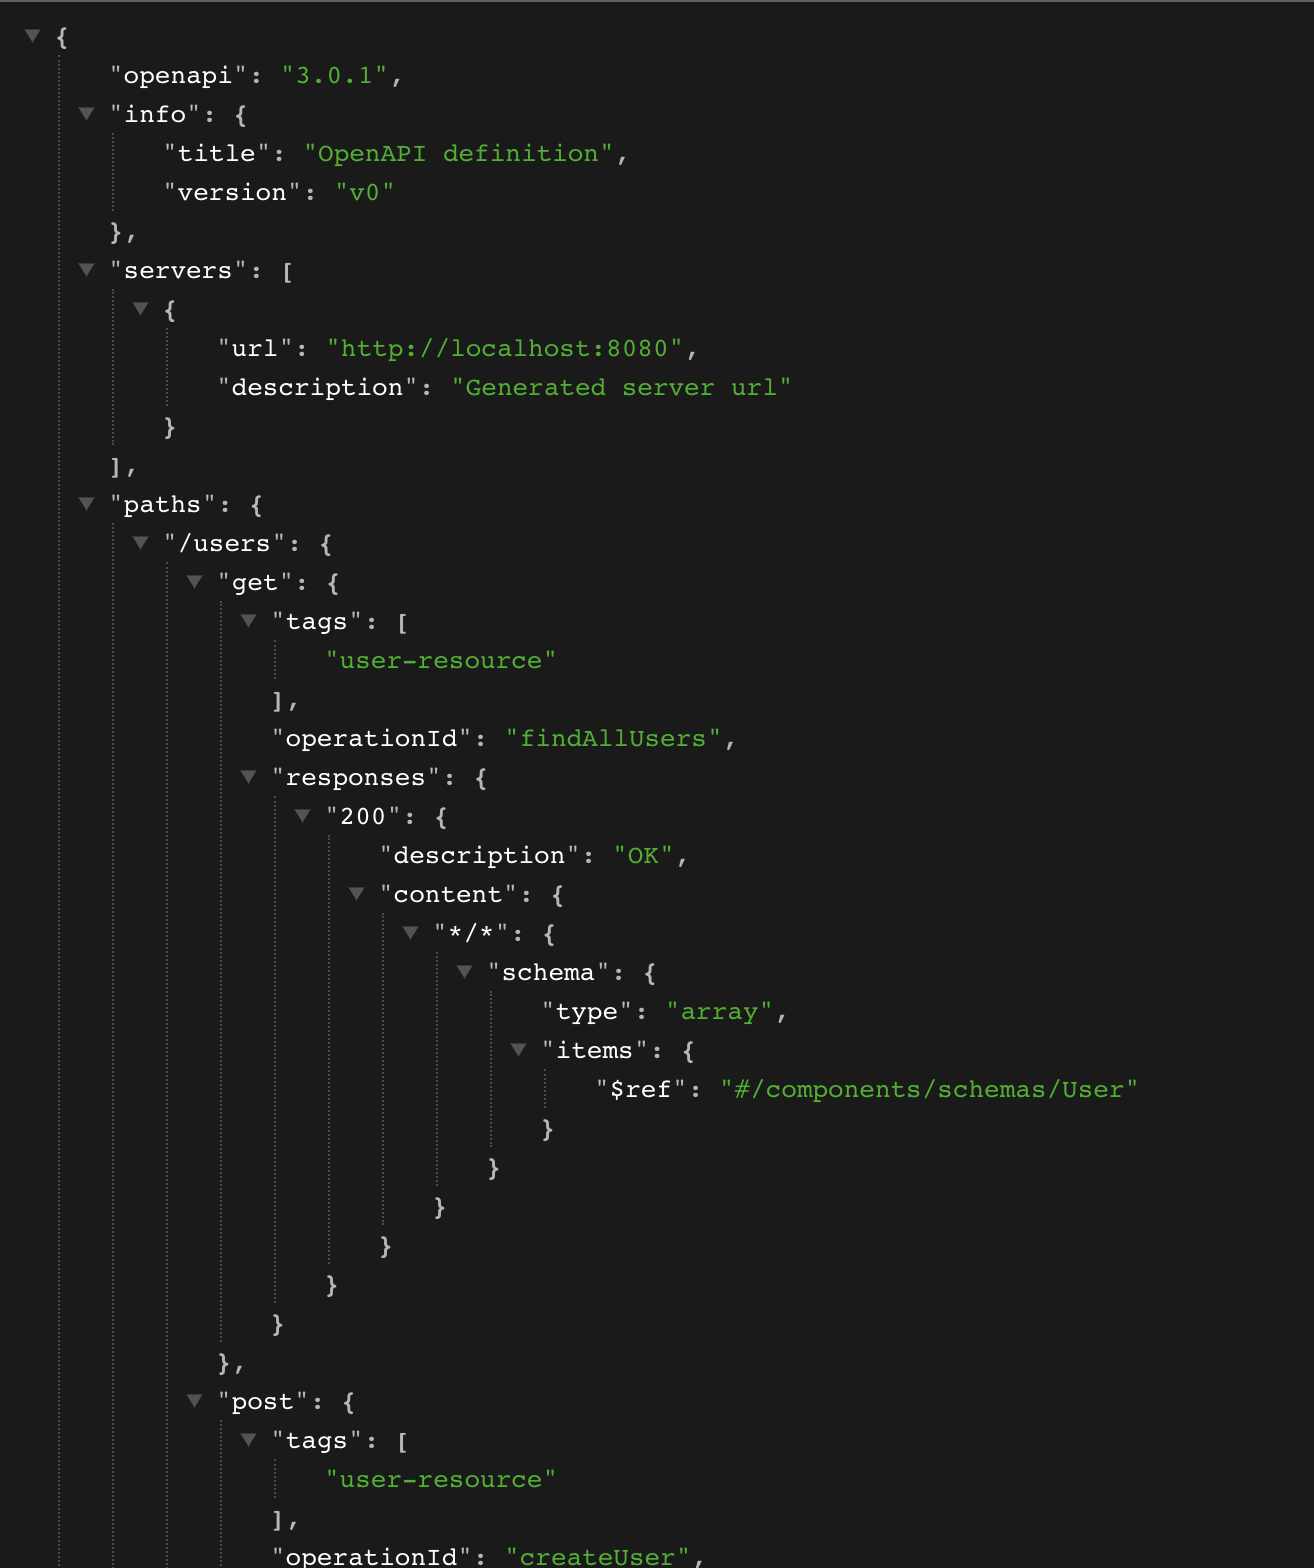 {
"openapi": "3.0.1",
"info": {
"title": "OpenAPI definition",
"version": "v0"
},
"servers": [
{
"url": "http://localhost:8080",
"description": "Generated server url"
}
],
"paths": {
"/users": {
"get": {
"tags": [
"user-resource"
],
"operationId": "findAllUsers",
"responses": {
"200": {
"description": "OK",
"content": {
"*/*": {
"schema": {
"type": "array",
"items": {
"$ref": "#/components/schemas/User"
}
}
}
}
}
}
},
"post": {
"tags": [
"user-resource"
],
"operationId": "createUser",